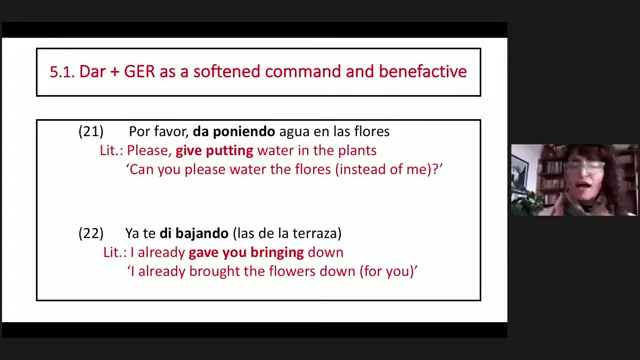 5.1. Dar + GER as a softened command and benefactive
(21) Por favor, da poniendo agua en las flores
Lit.: Please, give putting water in the plants
‘Can you please water the flores (instead of me)?’
(22) Ya te di bajando (las de la terraza)
Lit.: I already gave you bringing down
‘I already brought the flowers down (for you)’